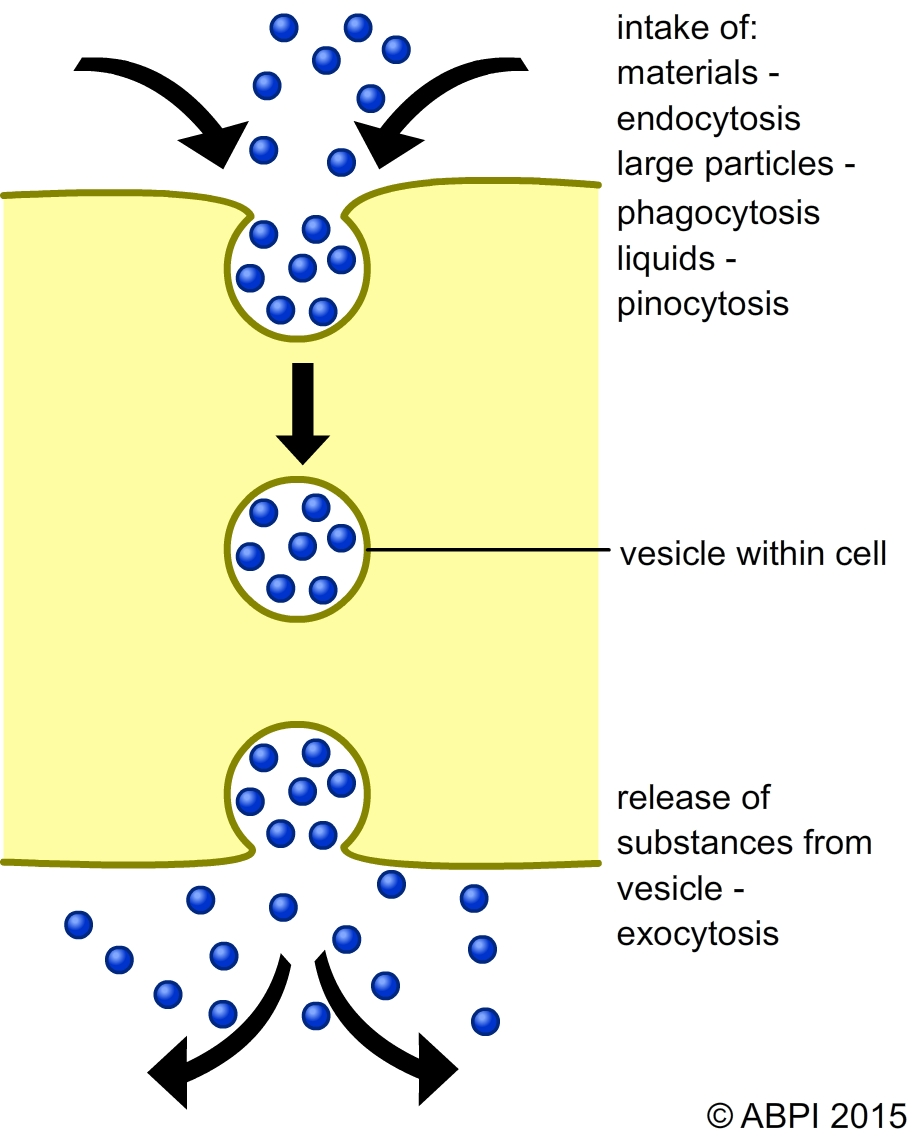 intake of:
materials -
endocytosis
large particles -
phagocytosis
liquids -
pinocytosis
vesicle within cell
release of
substances from
vesicle -
exocytosis
© ABPI 2015